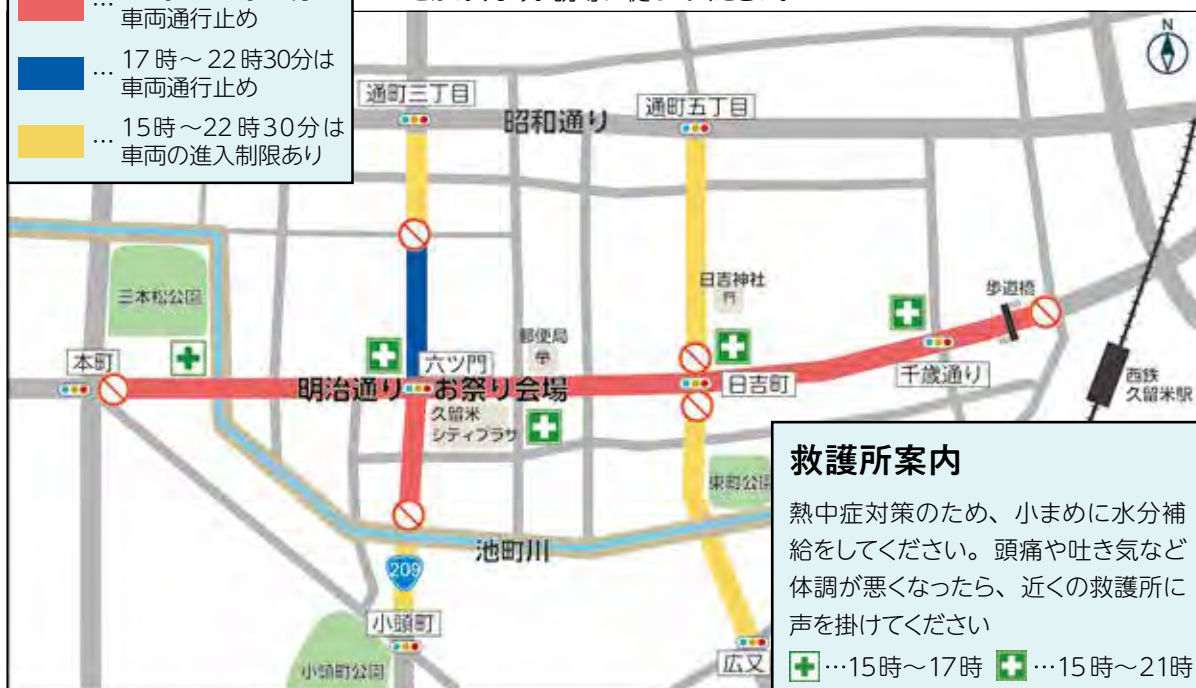 車両通行止め
… 17時～22時30分は
車両通行止め
… 15時～22時30分は
車両の進入制限あり
N
通町三丁目
昭和通り
通町五丁目
三本松公園
日吉神社
歩道橋
郵便局
本町
六ツ門
明治通り
お祭り会場
日吉町
千歳通り
西鉄
久留米駅
久留米
シティプラザ
東町公園
池町川
209
小頭町
小頭町公園
広又
救護所案内
熱中症対策のため、小まめに水分補
給をしてください。頭痛や吐き気など
体調が悪くなったら、近くの救護所に
声を掛けてください
…15時～17時 …15時～21時